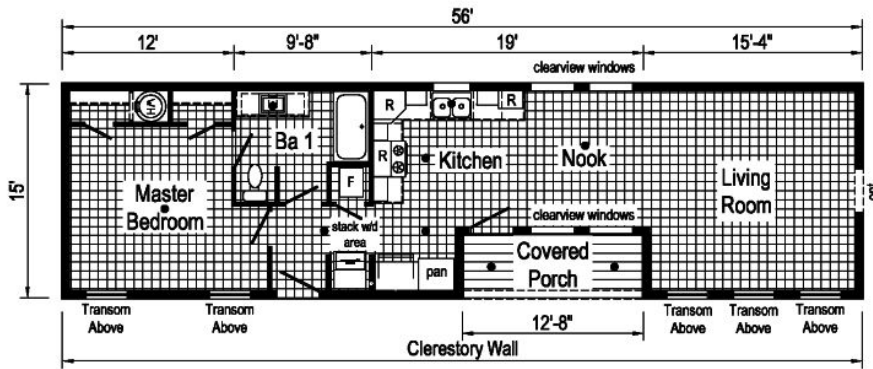 56'
12'
9'-8"
19'
15'-4"
clearview windows
15'
WH
R
R
Ba 1
R
Kitchen
Nook
F
Master
Bedroom
Living
Room
opt
stack w/d
area
clearview windows
pan
Covered
Porch
Transom
Above
Transom
Above
12'-8"
Transom
Above
Transom
Above
Transom
Above
Clerestory Wall